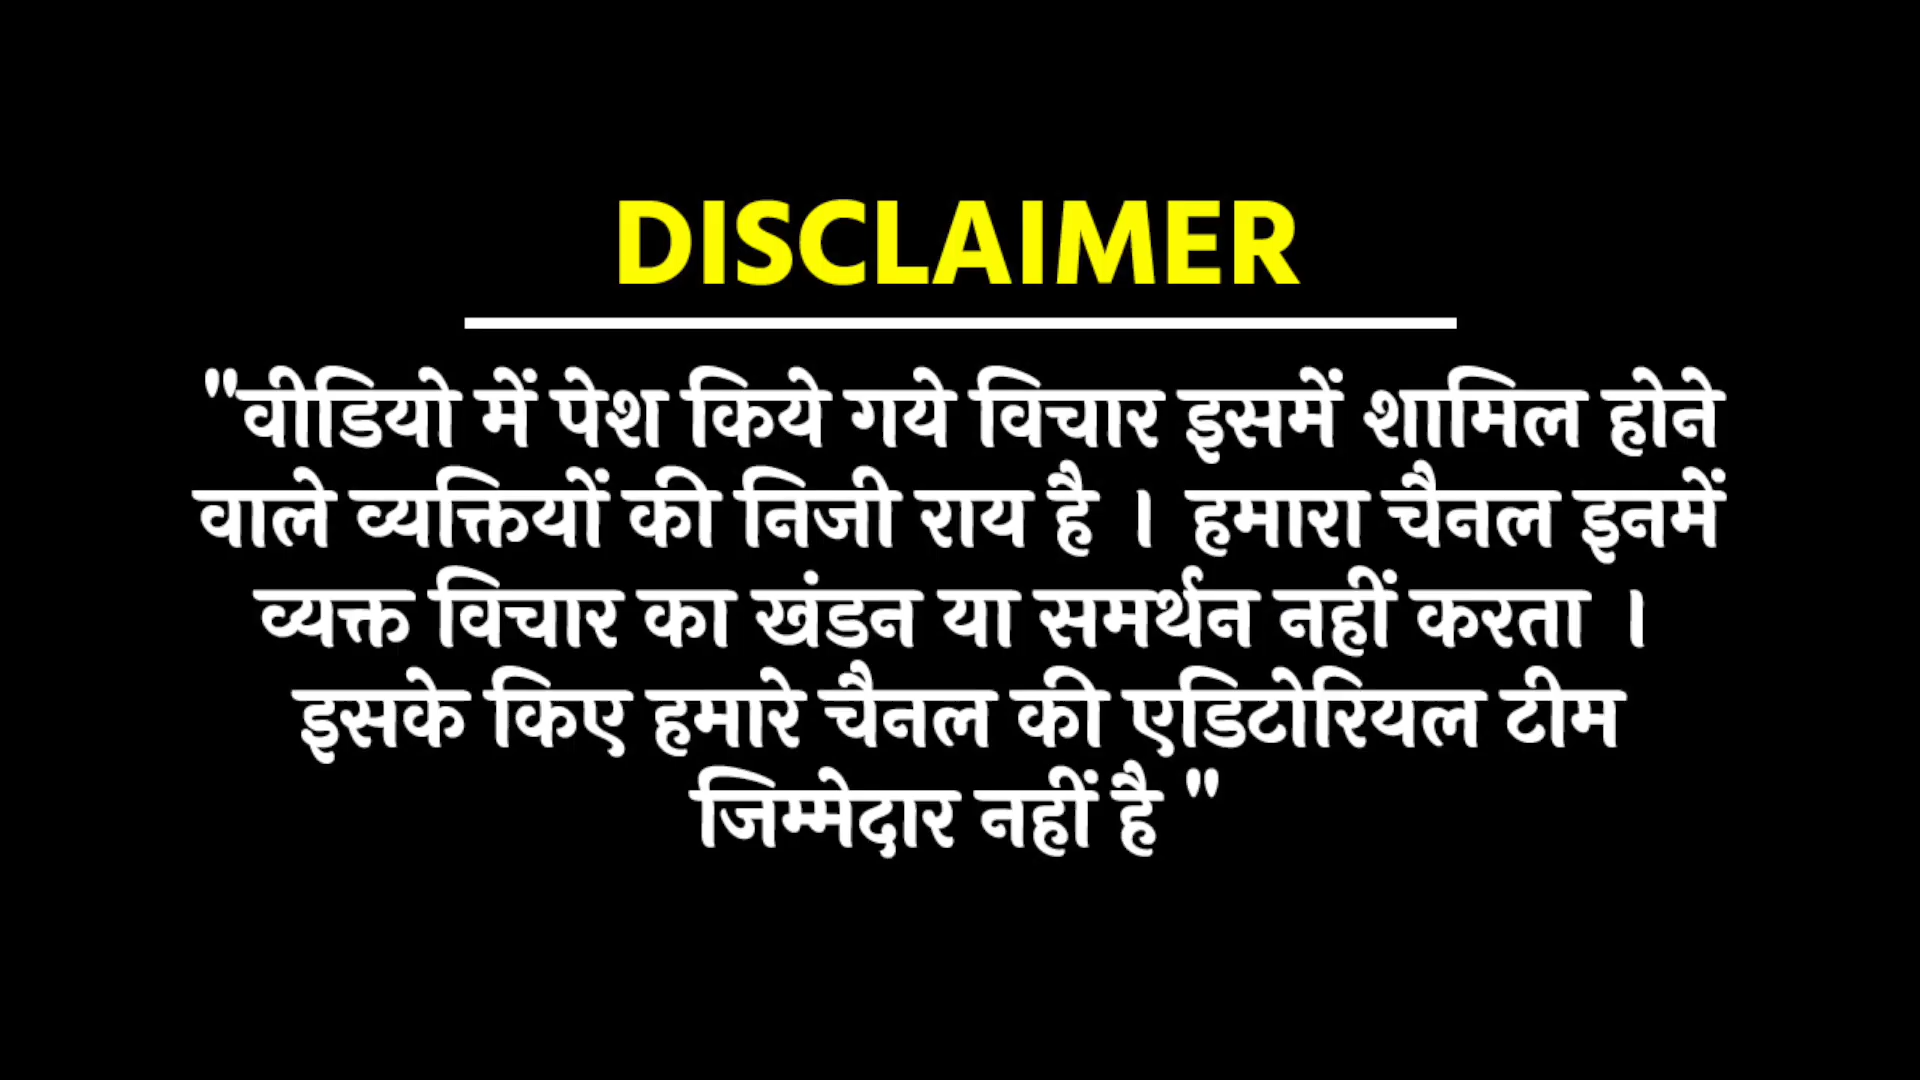 DISCLAIMER
"वीडियो में पेश किये गये विचार इसमें शामिल होने
वाले व्यक्तियों की निजी राय है । हमारा चैनल इनमें
व्यक्त विचार का खंडन या समर्थन नहीं करता ।
इसके किए हमारे चैनल की एडिटोरियल टीम
जिम्मेदार नहीं है "